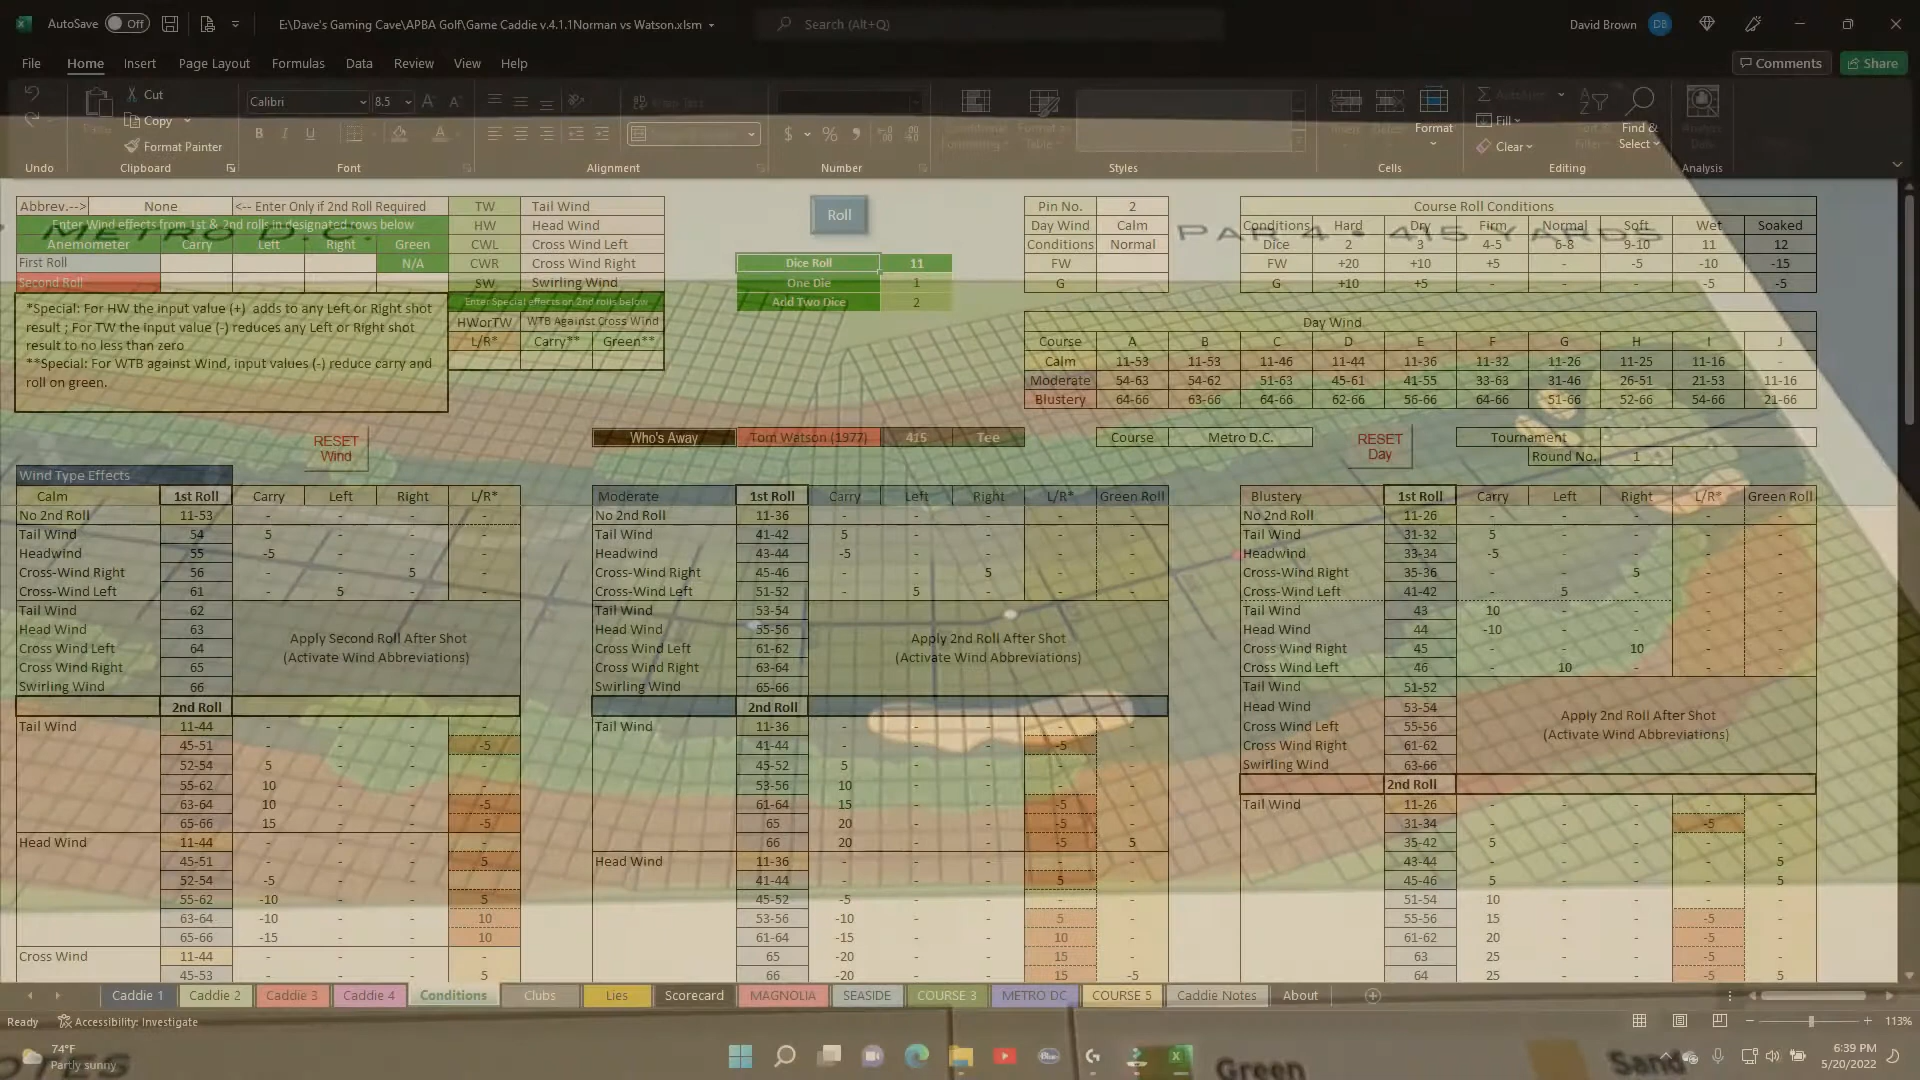 AutoSave Off E:\Dave's Gaming Cave\APBA Golf\Game Caddie v.4.1.1Norman vs Watson.xlsm Search (Alt+Q) David Brown DB
File Home Insert Page Layout Formulas Data Review View Help Comments Share
Cut Calibri 8.5
Copy $ % Format Fill Find &
Format Painter Clear Select
Undo Clipboard Font Alignment Number Styles Cells Editing Analysis
Abbrev.--> None <-- Enter Only if 2nd Roll Required TW Tail Wind Roll Pin No. 2 Course Roll Conditions
Enter Wind effects from 1st & 2nd rolls in designated rows below HW Head Wind Day Wind Calm Conditions Hard Dry Firm Normal Soft Wet Soaked
METRO D.C. PAR 4 • 415 YARDS
Anemometer Carry Left Right Green CWL Cross Wind Left Conditions Normal Dice 2 3 4-5 6-8 9-10 11 12
First Roll N/A CWR Cross Wind Right Dice Roll 11 FW FW +20 +10 +5 - -5 -10 -15
Second Roll SW Swirling Wind One Die 1 G G +10 +5 - - - -5 -5
*Special: For HW the input value (+) adds to any Left or Right shot Enter Special effects on 2nd rolls below Add Two Dice 2
result ; For TW the input value (-) reduces any Left or Right shot HWorTW WTB Against Cross Wind Day Wind
result to no less than zero L/R* Carry** Green** Course A B C D E F G H I J
**Special: For WTB against Wind, input values (-) reduce carry and Calm 11-53 11-53 11-46 11-44 11-36 11-32 11-26 11-25 11-16 -
roll on green. Moderate 54-63 54-62 51-63 45-61 41-55 33-63 31-46 26-51 21-53 11-16
Blustery 64-66 63-66 64-66 62-66 56-66 64-66 51-66 52-66 54-66 21-66
RESET Wind Who's Away Tom Watson (1977) 415 Tee Course Metro D.C. RESET Day Tournament
Round No. 1
Wind Type Effects
Calm 1st Roll Carry Left Right L/R* Moderate 1st Roll Carry Left Right L/R* Green Roll Blustery 1st Roll Carry Left Right L/R* Green Roll
No 2nd Roll 11-53 - - - - No 2nd Roll 11-36 - - - - - No 2nd Roll 11-26 - - - - -
Tail Wind 54 5 - - - Tail Wind 41-42 5 - - - - Tail Wind 31-32 5 - - - -
Headwind 55 -5 - - - Headwind 43-44 -5 - - - - Headwind 33-34 -5 - - - -
Cross-Wind Right 56 - - 5 - Cross-Wind Right 45-46 - - 5 - - Cross-Wind Right 35-36 - - 5 - -
Cross-Wind Left 61 - 5 - - Cross-Wind Left 51-52 - 5 - - - Cross-Wind Left 41-42 - 5 - - -
Tail Wind 62 Tail Wind 53-54 Tail Wind 43 10 - - - -
Head Wind 63 Apply Second Roll After Shot Head Wind 55-56 Apply 2nd Roll After Shot Head Wind 44 -10 - - - -
Cross Wind Left 64 (Activate Wind Abbreviations) Cross Wind Left 61-62 (Activate Wind Abbreviations) Cross Wind Right 45 - - 10 - -
Cross Wind Right 65 Cross Wind Right 63-64 Cross Wind Left 46 - 10 - - -
Swirling Wind 66 Swirling Wind 65-66 Tail Wind 51-52
2nd Roll 2nd Roll Head Wind 53-54 Apply 2nd Roll After Shot
Tail Wind 11-44 - - - - Tail Wind 11-36 - - - - - Cross Wind Left 55-56 (Activate Wind Abbreviations)
45-51 - - - -5 41-44 - - - -5 - Cross Wind Right 61-62
52-54 5 - - - 45-52 5 - - - - Swirling Wind 63-66
55-62 10 - - - 53-56 10 - - - - 2nd Roll
63-64 10 - - -5 61-64 15 - - -5 - Tail Wind 11-26 - - - - -
65-66 15 - - -5 65 20 - - -5 - 31-34 - - - -5 -
Head Wind 11-44 - - - - 66 20 - - -5 5 35-42 5 - - - -
45-51 - - - 5 Head Wind 11-36 - - - - - 43-44 - - - - 5
52-54 -5 - - 41-44 - - - 5 - 45-46 5 - - - 5
55-62 -10 - - 5 45-52 -5 - - - - 51-54 10 - - - -
63-64 -10 - - 10 53-56 -10 - - 5 - 55-56 15 - - -5 -
65-66 -15 - - 10 61-64 -15 - - 10 - 61-62 20 - - -5 -
Cross Wind 11-44 - - - - 65 -20 - - 15 - 63 25 - - -5 -
45-53 - - - 5 66 -20 - - 15 -5 64 25 - - -5 5
Caddie 1 Caddie 2 Caddie 3 Caddie 4 Conditions Clubs Lies Scorecard MAGNOLIA SEASIDE COURSE 3 METRO DC COURSE 5 Caddie Notes About
Ready Accessibility: Investigate 113%
74°F
Partly sunny
6:39 PM
5/20/2022
Green Sand